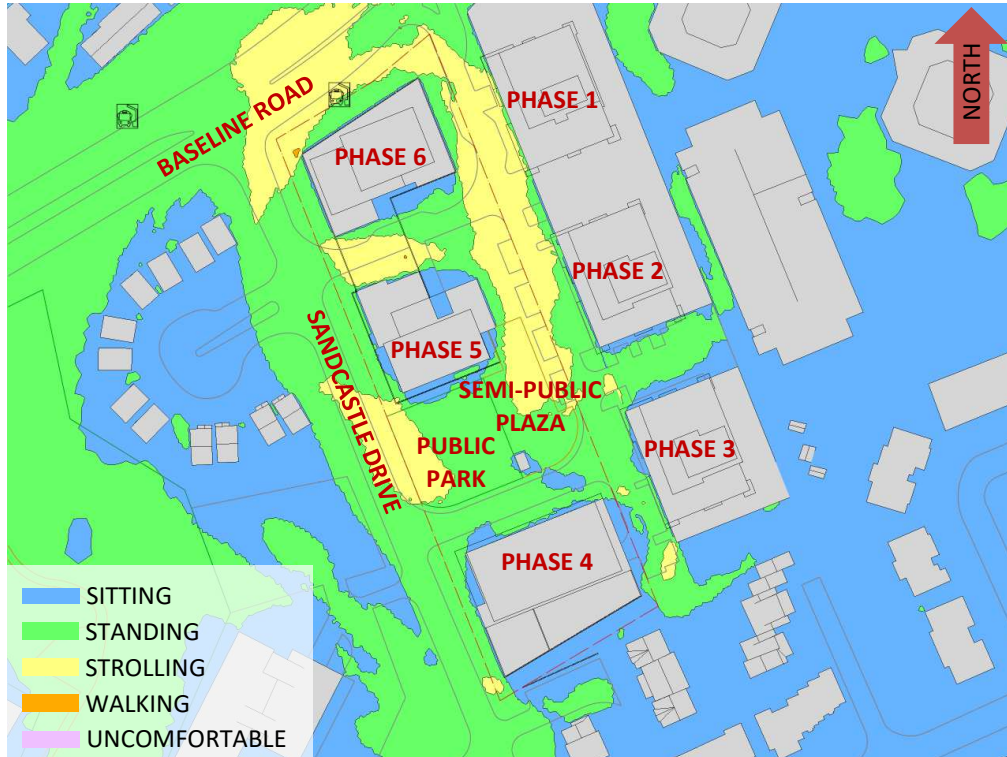 NORTH
BASELINE ROAD
PHASE 1
PHASE 6
PHASE 2
SANDCASTLE DRIVE
PHASE 5
SEMI-PUBLIC
PLAZA
PUBLIC
PARK
PHASE 3
PHASE 4
SITTING
STANDING
STROLLING
WALKING
UNCOMFORTABLE